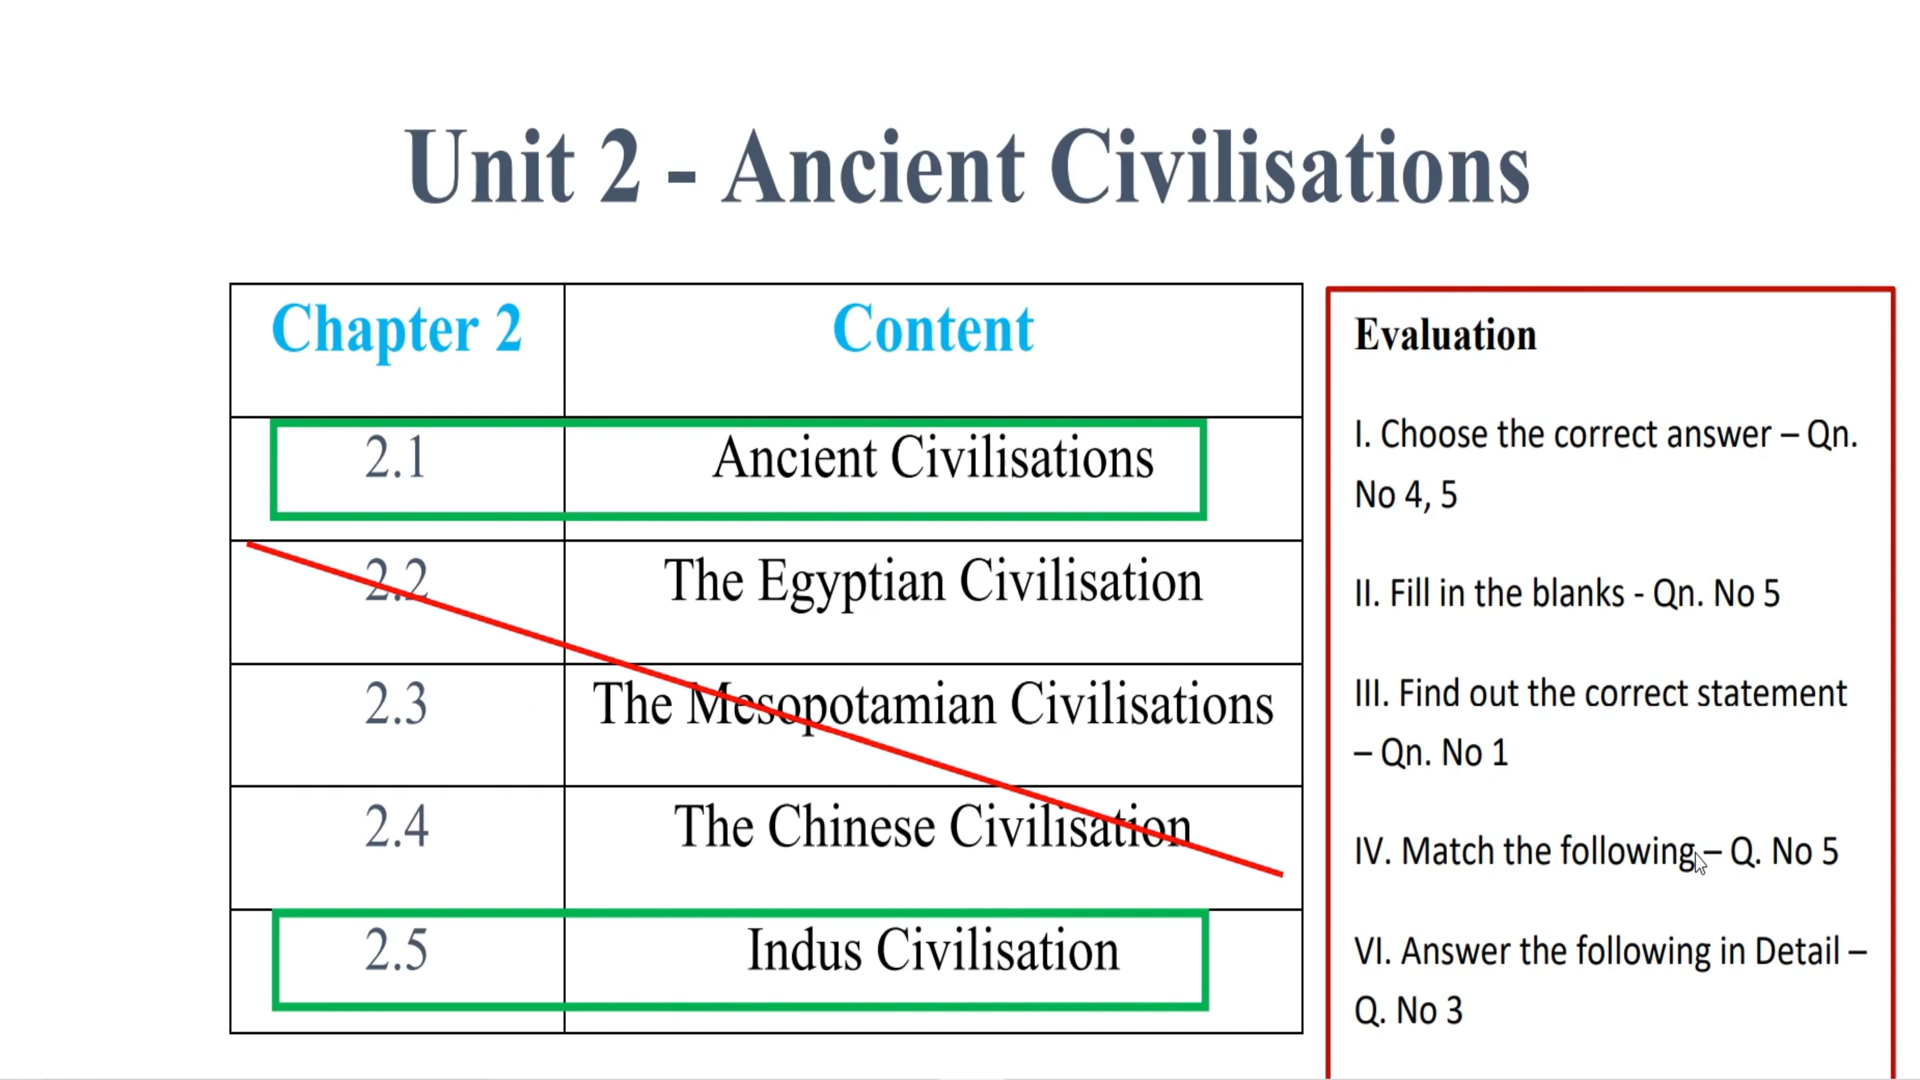 Unit 2 - Ancient Civilisations
Chapter 2 Content
2.1 Ancient Civilisations
2.2 The Egyptian Civilisation
2.3 The Mesopotamian Civilisations
2.4 The Chinese Civilisation
2.5 Indus Civilisation
Evaluation
I. Choose the correct answer – Qn.
No 4, 5
II. Fill in the blanks - Qn. No 5
III. Find out the correct statement
– Qn. No 1
IV. Match the following – Q. No 5
VI. Answer the following in Detail –
Q. No 3